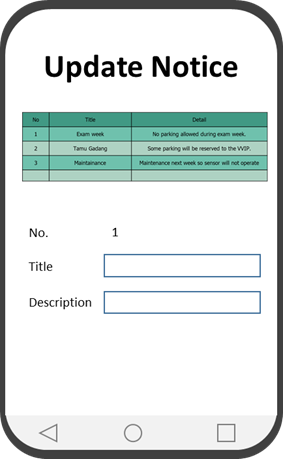 Update Notice
No Title Detail
1 Exam week No parking allowed during exam week.
2 Tamu Gadang Some parking will be reserved to the VVIP.
3 Maintainance Maintenance next week so sensor will not operate
No. 1
Title
Description